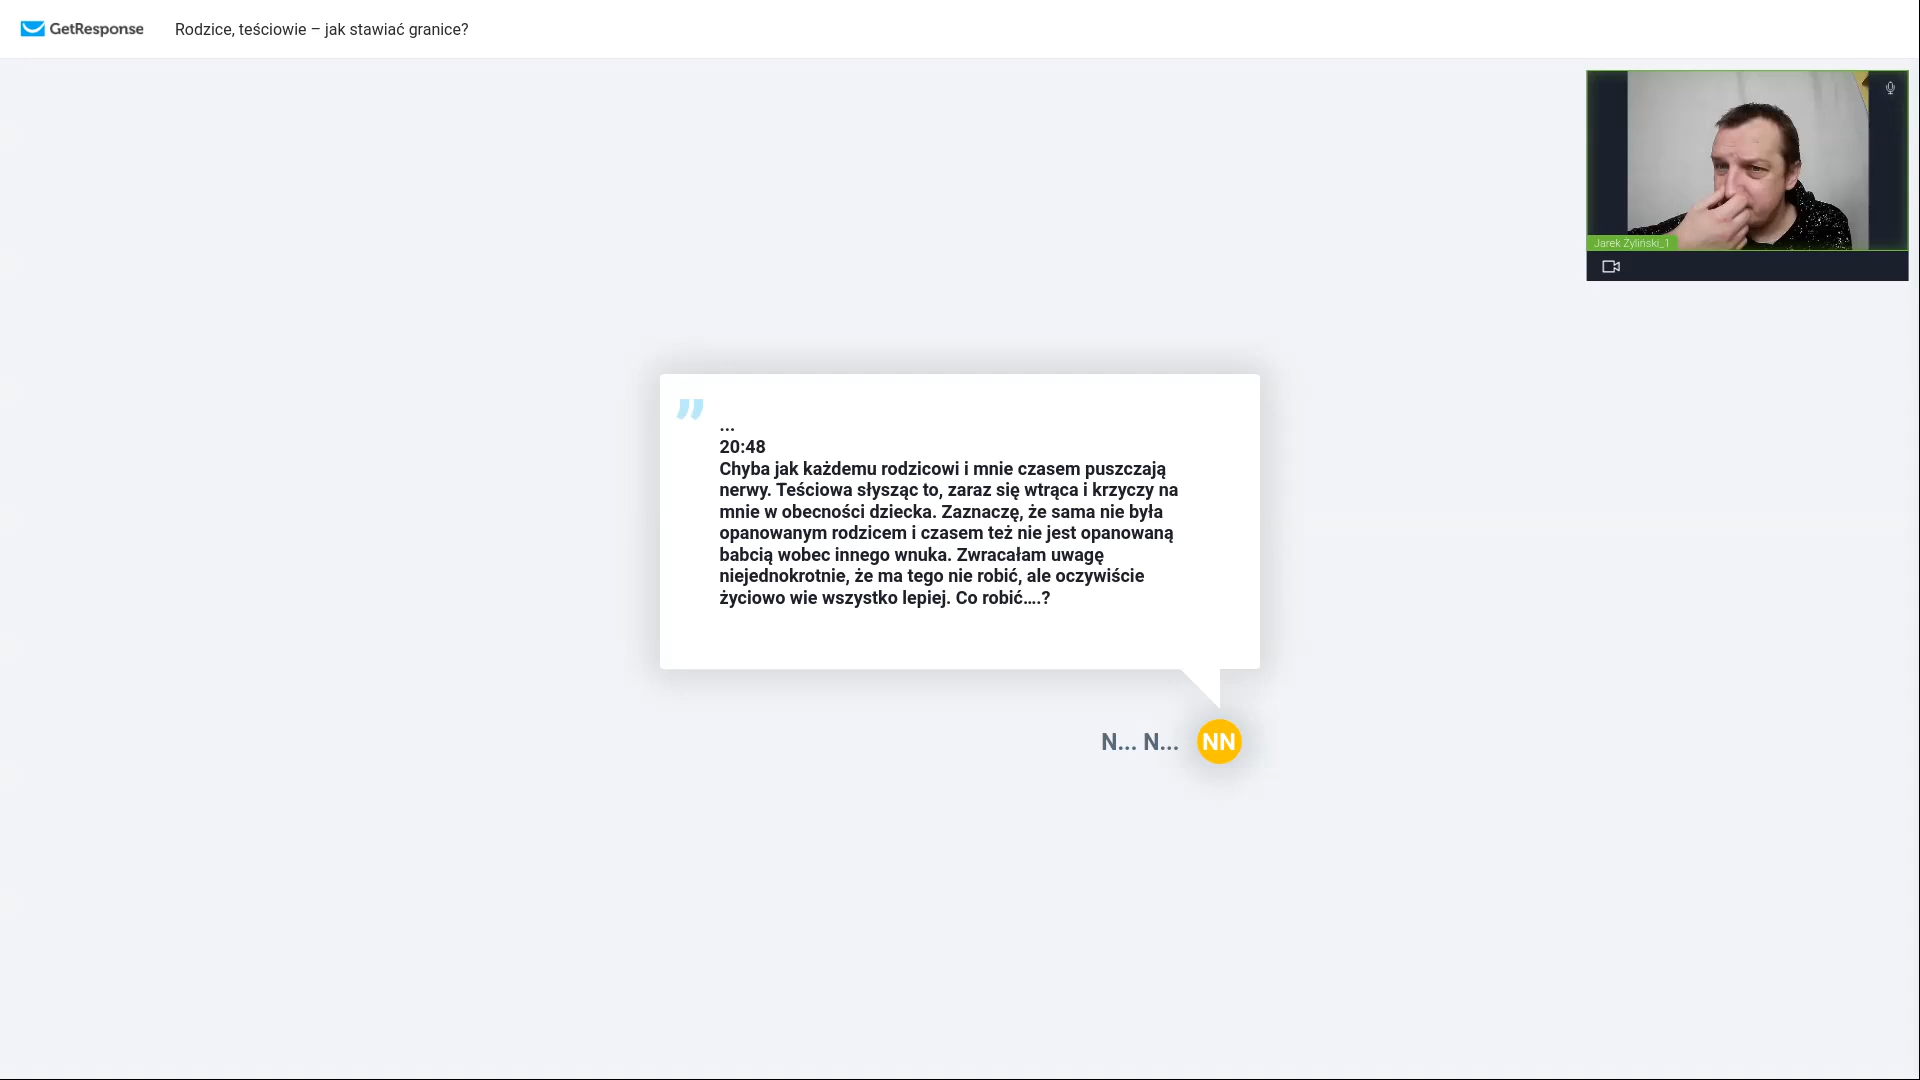 GetResponse
Rodzice, teściowie – jak stawiać granice?
Jarek Żyliński_1
...
20:48
Chyba jak każdemu rodzicowi i mnie czasem puszczają
nerwy. Teściowa słysząc to, zaraz się wtrąca i krzyczy na
mnie w obecności dziecka. Zaznaczę, że sama nie była
opanowanym rodzicem i czasem też nie jest opanowaną
babcią wobec innego wnuka. Zwracałam uwagę
niejednokrotnie, że ma tego nie robić, ale oczywiście
życiowo wie wszystko lepiej. Co robić....?
N... N...
NN